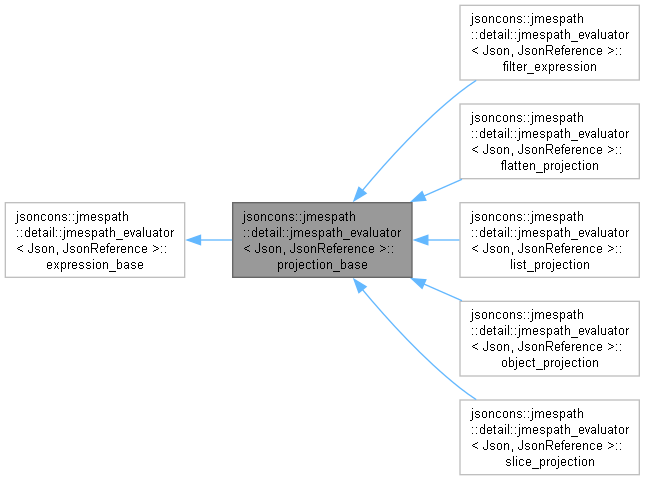 jsoncons::jmespath
::detail::jmespath_evaluator
< Json, JsonReference >::
filter_expression
jsoncons::jmespath
::detail::jmespath_evaluator
< Json, JsonReference >::
flatten_projection
jsoncons::jmespath
::detail::jmespath_evaluator
< Json, JsonReference >::
expression_base
jsoncons::jmespath
::detail::jmespath_evaluator
< Json, JsonReference >::
projection_base
jsoncons::jmespath
::detail::jmespath_evaluator
< Json, JsonReference >::
list_projection
jsoncons::jmespath
::detail::jmespath_evaluator
< Json, JsonReference >::
object_projection
jsoncons::jmespath
::detail::jmespath_evaluator
< Json, JsonReference >::
slice_projection